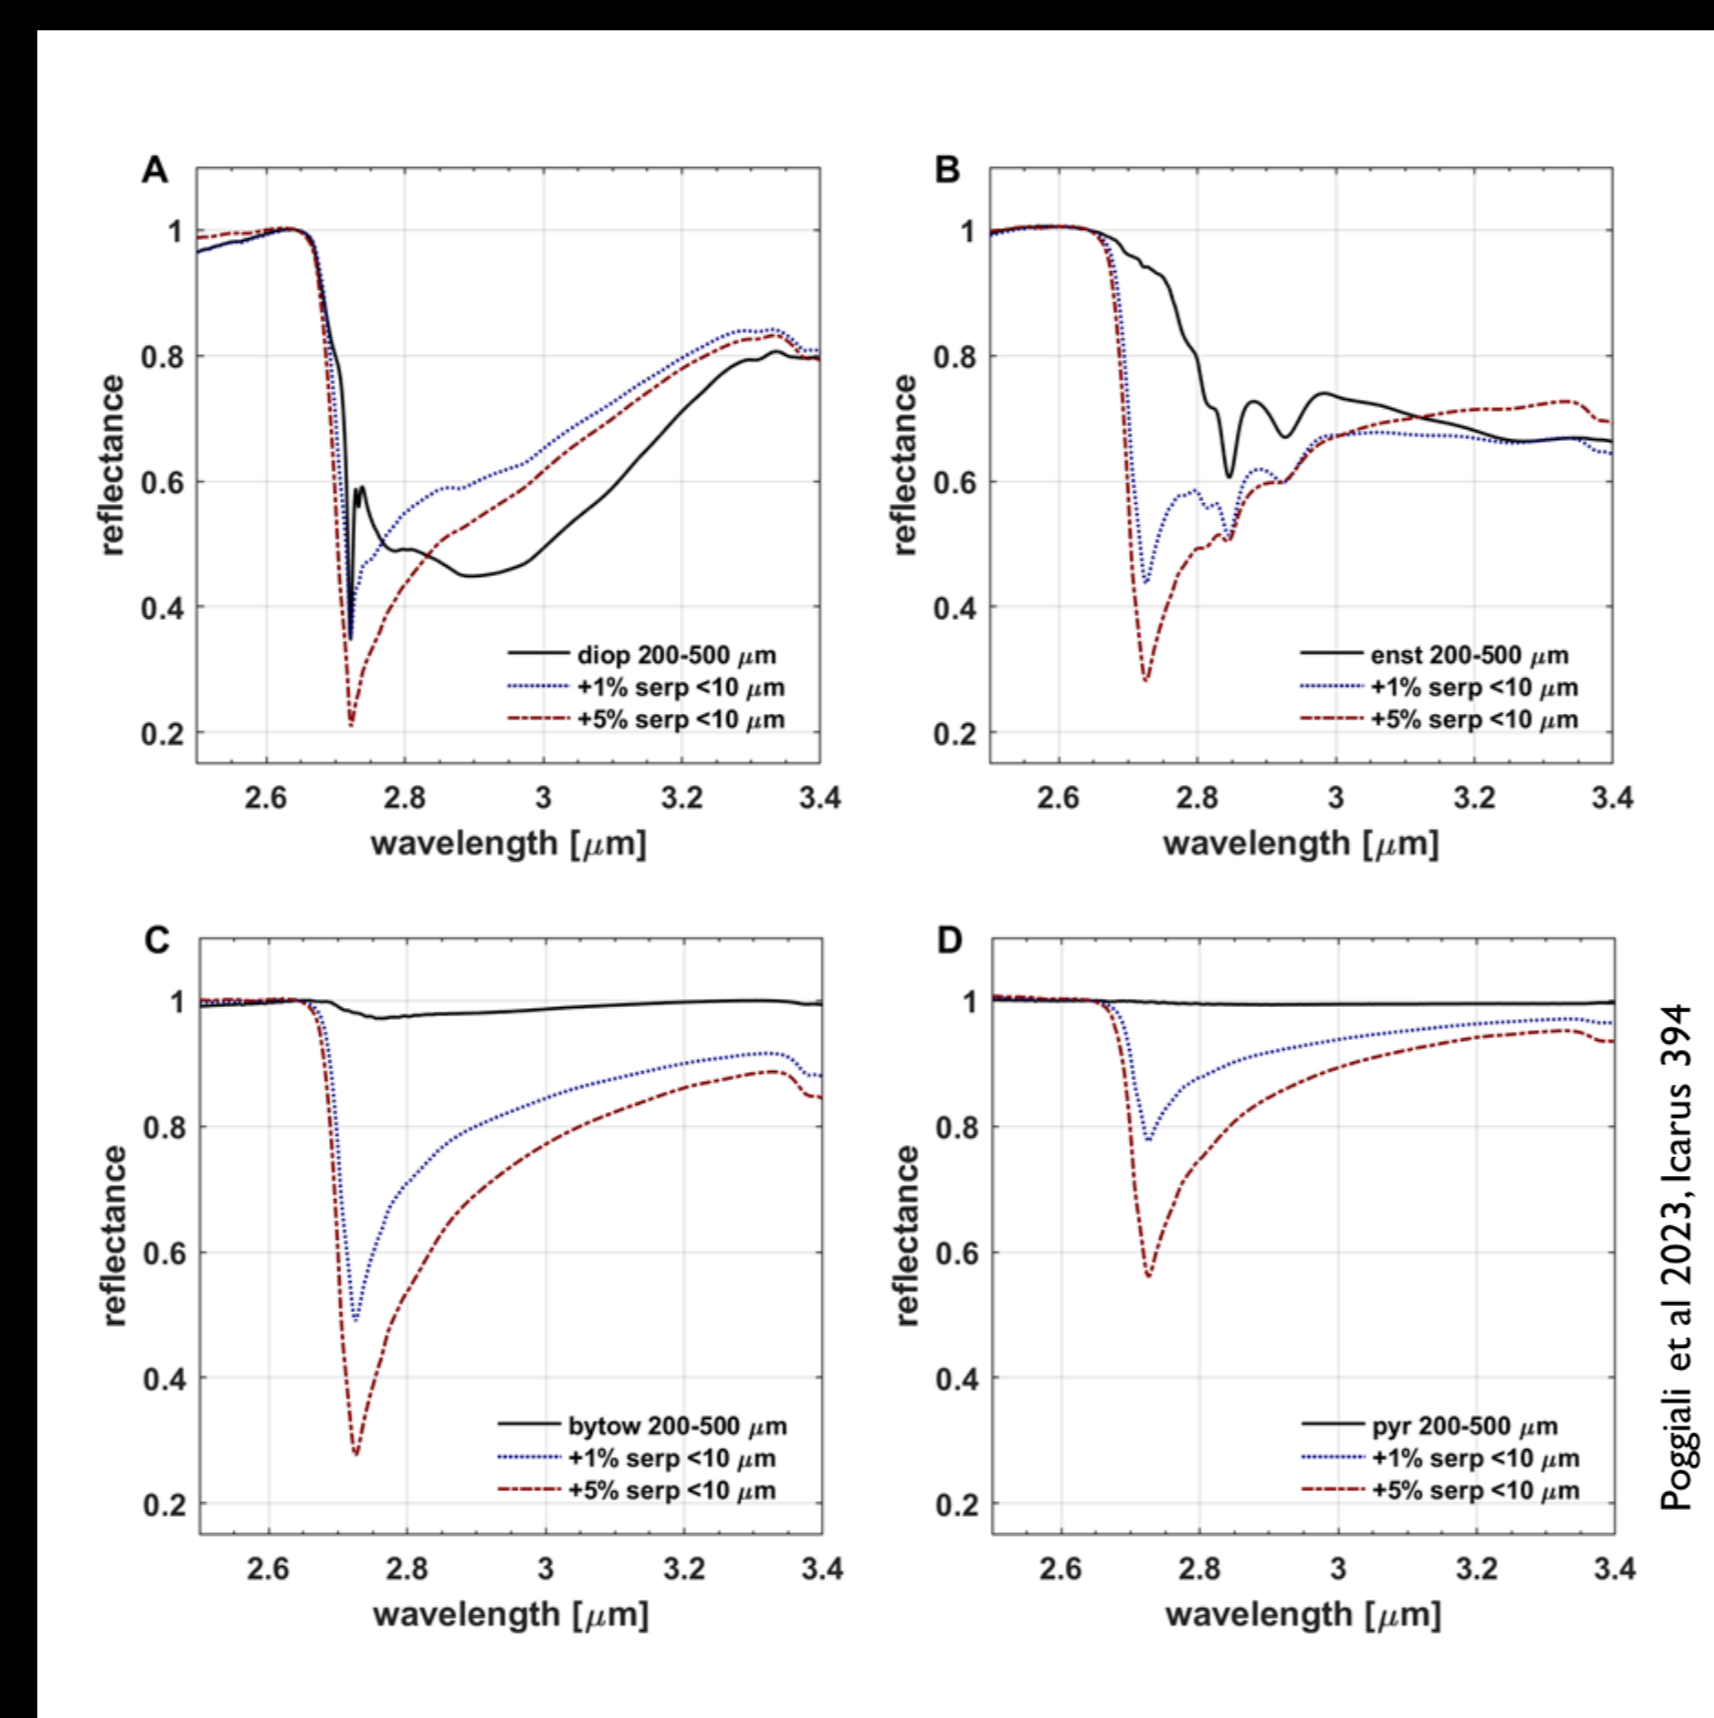 A
reflectance
1
0.8
0.6
0.4
0.2
diop 200-500 μm
+1% serp <10 μm
+5% serp <10 μm
2.6 2.8 3 3.2 3.4
wavelength [μm]
B
reflectance
1
0.8
0.6
0.4
0.2
enst 200-500 μm
+1% serp <10 μm
+5% serp <10 μm
2.6 2.8 3 3.2 3.4
wavelength [μm]
C
reflectance
1
0.8
0.6
0.4
0.2
bytow 200-500 μm
+1% serp <10 μm
+5% serp <10 μm
2.6 2.8 3 3.2 3.4
wavelength [μm]
D
reflectance
1
0.8
0.6
0.4
0.2
pyr 200-500 μm
+1% serp <10 μm
+5% serp <10 μm
2.6 2.8 3 3.2 3.4
wavelength [μm]
Poggiali et al 2023, Icarus 394